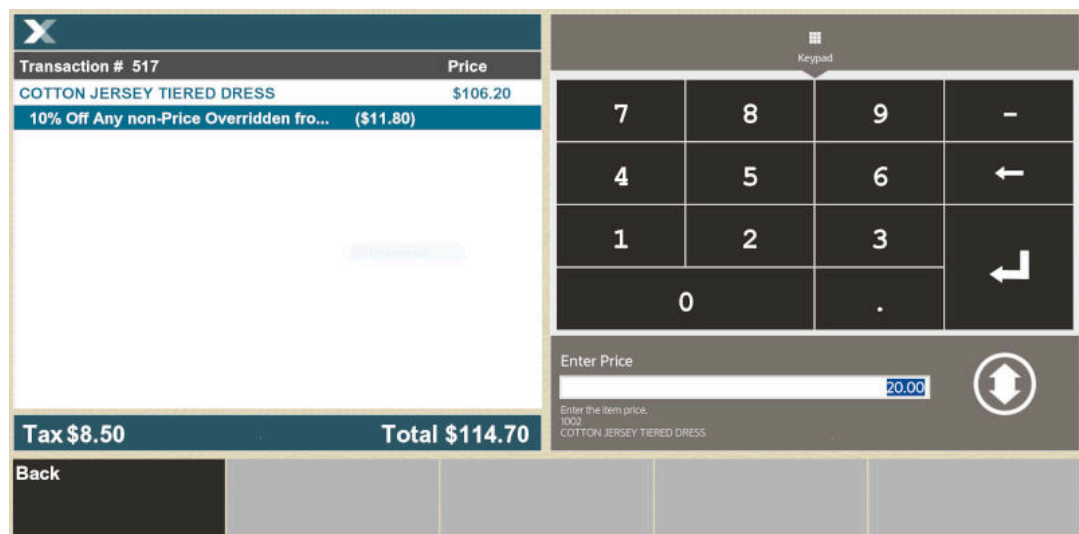 X
Transaction # 517 Price
COTTON JERSEY TIERED DRESS $106.20
10% Off Any non-Price Overridden fro... ($11.80)
Tax $8.50 Total $114.70
Keypad
7 8 9 -
4 5 6 ←
1 2 3
0 .
Enter Price
20.00
Enter the item price.
1002
COTTON JERSEY TIERED DRESS
Back